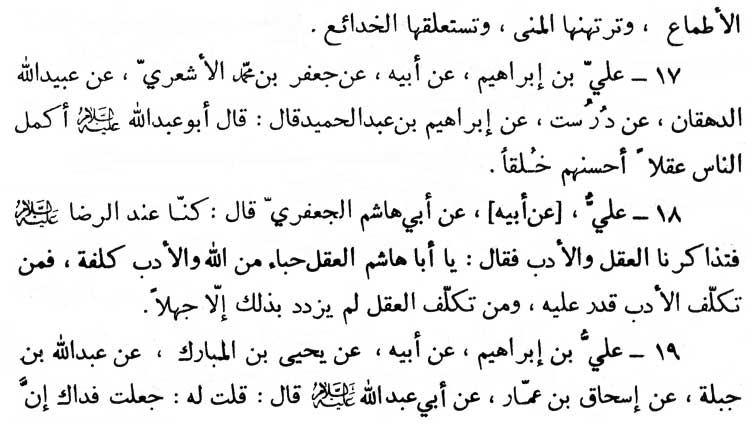 الأطماع ، وترتهنها المنى ، وتستعلقها الخدائع .
١٧ ــ عليّ بن إبراهيم ، عن أبيه ، عن جعفر بن محمّد الأشعريّ ، عن عبيدالله
الدهقان ، عن دُرُست ، عن إبراهيم بن عبدالحميد قال : قال أبوعبدالله عليه السلام أكمل
الناس عقلاً أحسنهم خُـلقاً .
١٨ ــ عليٌّ ، [عن أبيه] ، عن أبي هاشم الجعفريّ قال : كنّا عند الرضا عليه السلام
فتذاكرنا العقل والأدب فقال : يا أبا هاشم العقل حباء من الله والأدب كلفة ، فمن
تكلّف الأدب قدر عليه ، ومن تكلّف العقل لم يزدد بذلك إلّا جهلاً .
١٩ ــ عليُّ بن إبراهيم ، عن أبيه ، عن يحيى بن المبارك ، عن عبدالله بن
جبلة ، عن إسحاق بن عمّار ، عن أبي عبدالله عليه السلام قال : قلت له : جعلت فداك إنَّ